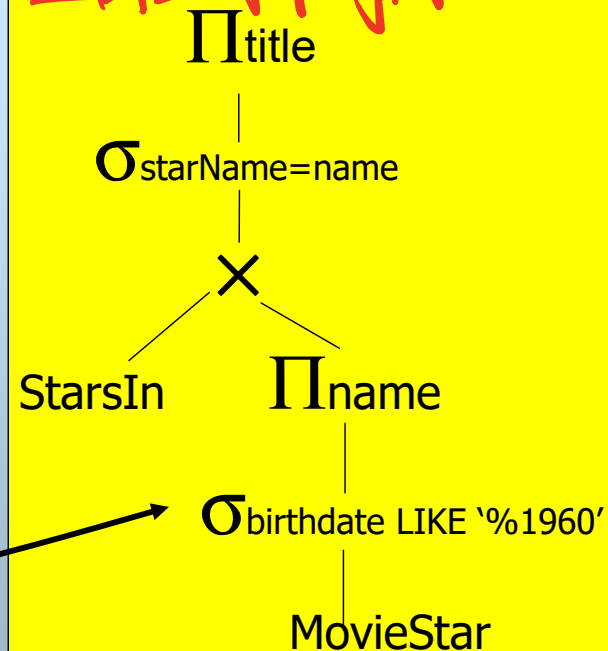 Πtitle
σstarName=name
×
StarsIn Πname
σbirthdate LIKE ‘%1960’
MovieStar